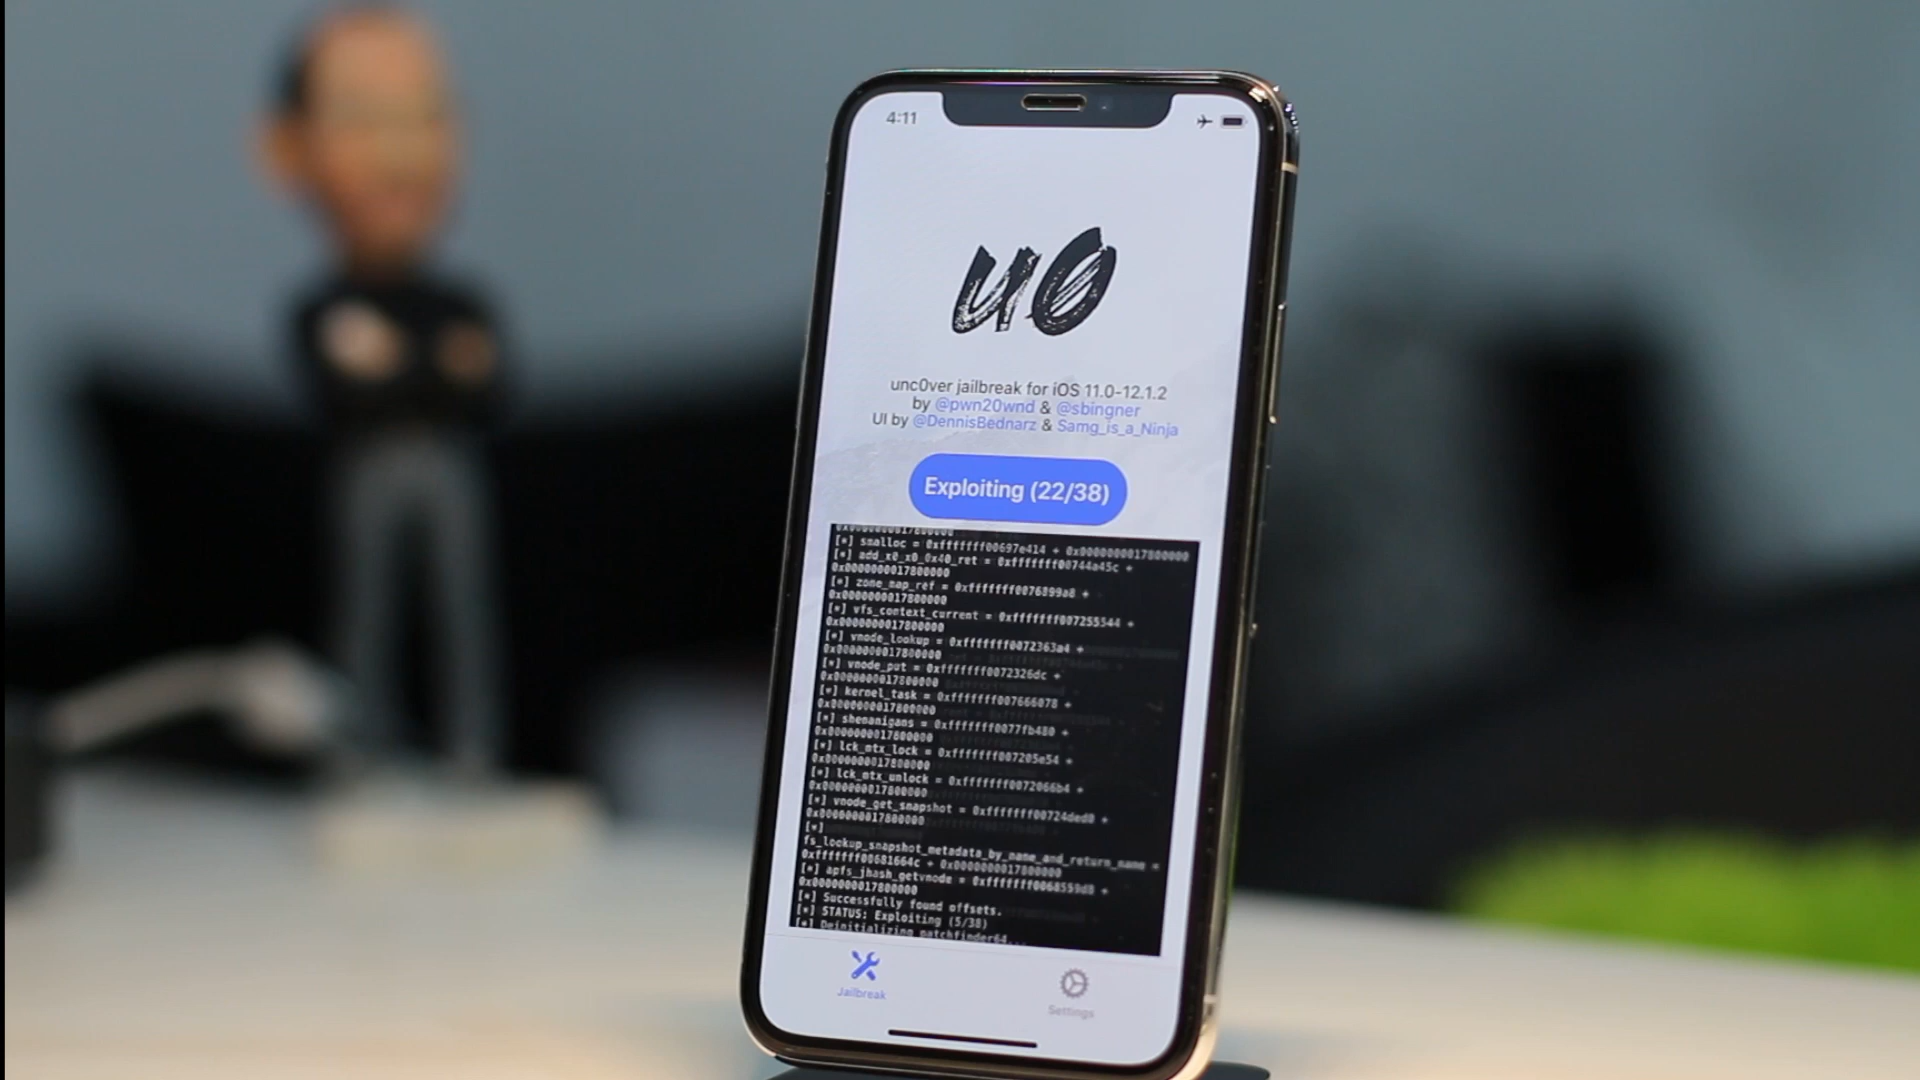 4:11
u0
unc0ver jailbreak for iOS 11.0-12.1.2
by @pwn20wnd & @sbingner
UI by @DennisBednarz & Samg_is_a_Ninja
Exploiting (22/38)
[*] smalloc = 0xfffffff00697e414 + 0x0000000017800000
[*] add_x0_x0_0x40_ret = 0xfffffff00744a45c +
0x0000000017800000
[*] zone_map_ref = 0xfffffff0076899a8 +
0x0000000017800000
[*] vfs_context_current = 0xfffffff007255344 +
0x0000000017800000
[*] vnode_lookup = 0xfffffff0072363a4 +
0x0000000017800000
[*] vnode_put = 0xfffffff0072326dc +
0x0000000017800000
[*] kernel_task = 0xfffffff007666078 +
0x0000000017800000
[*] shenanigans = 0xfffffff0077fb480 +
0x0000000017800000
[*] lck_mtx_lock = 0xfffffff007205e54 +
0x0000000017800000
[*] lck_mtx_unlock = 0xfffffff0072066b4 +
0x0000000017800000
[*] vnode_get_snapshot = 0xfffffff00724ded0 +
0x0000000017800000
[*]
fs_lookup_snapshot_metadata_by_name_and_return_name =
0xfffffff00681664c + 0x0000000017800000
[*] apfs_jhash_getvnode = 0xfffffff0068559d8 +
0x0000000017800000
[*] Successfully found offsets.
[*] STATUS: Exploiting (5/38)
[*] Deinitializing patchfinder64...
Jailbreak
Settings